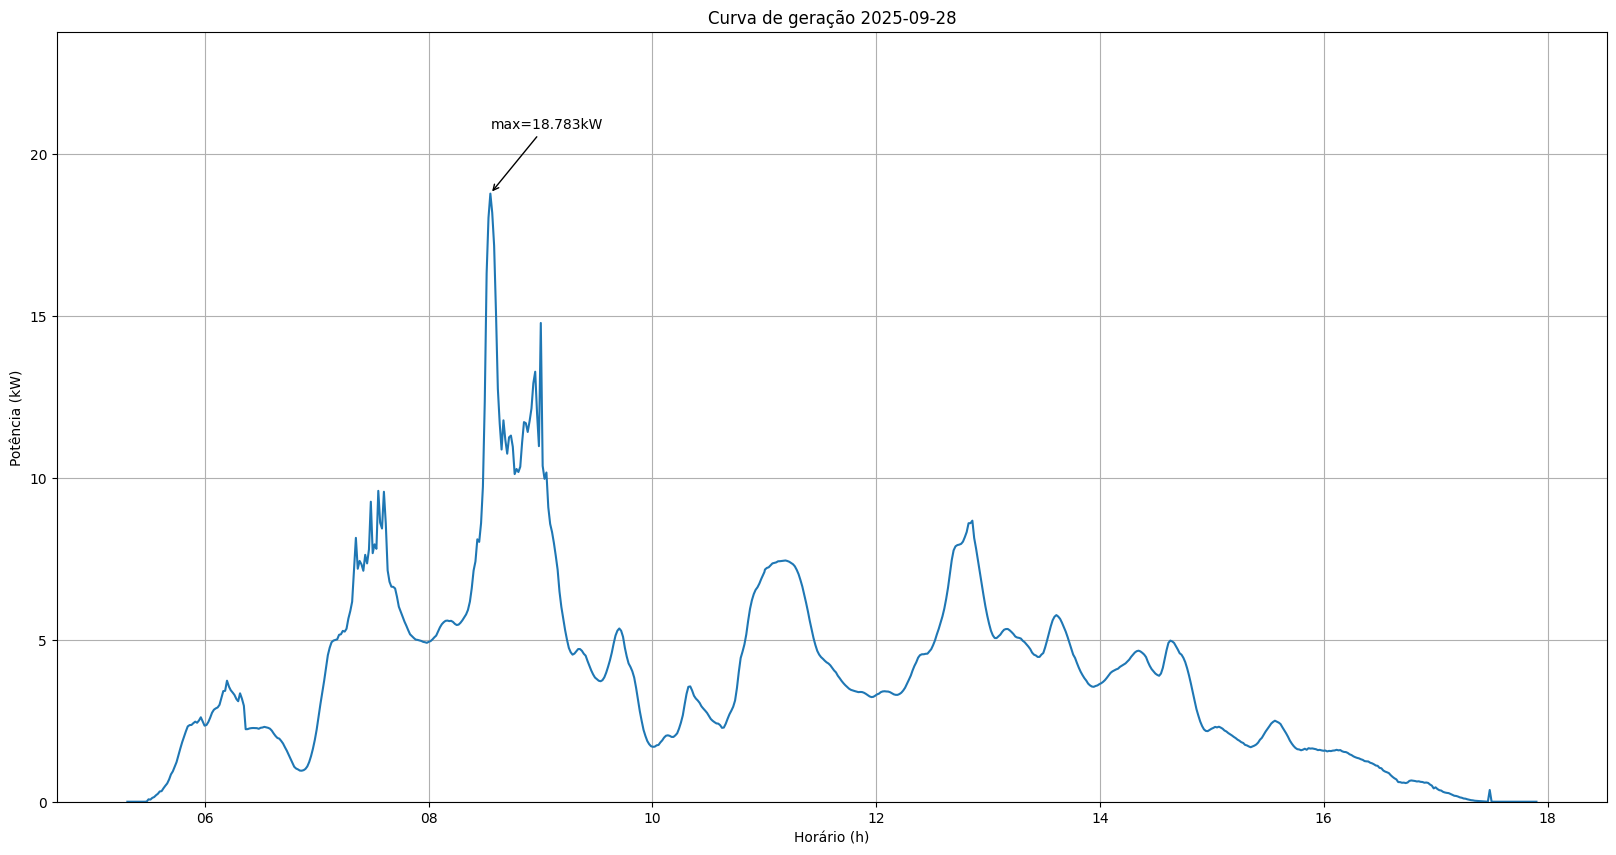 Curva de geração 2025-09-28
max=18.783kW
Potência (kW)
20
15
10
5
0
06 08 10 12 14 16 18
Horário (h)